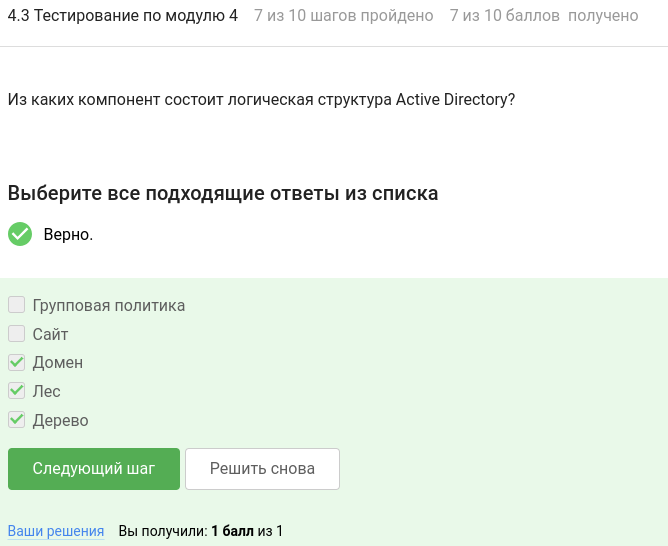 4.3 Тестирование по модулю 4 7 из 10 шагов пройдено 7 из 10 баллов получено
Из каких компонент состоит логическая структура Active Directory?
Выберите все подходящие ответы из списка
Верно.
Групповая политика
Сайт
Домен
Лес
Дерево
Следующий шаг Решить снова
Ваши решения Вы получили: 1 балл из 1